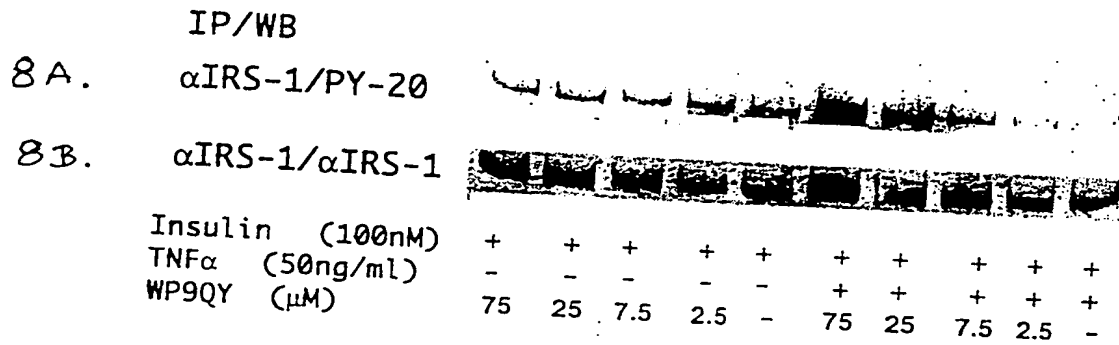 IP/WB
8A. αIRS-1/PY-20
8B. αIRS-1/αIRS-1
Insulin (100nM) + + + + + + + + + +
TNFα (50ng/ml) - - - - - + + + + +
WP9QY (μM) 75 25 7.5 2.5 - 75 25 7.5 2.5 -